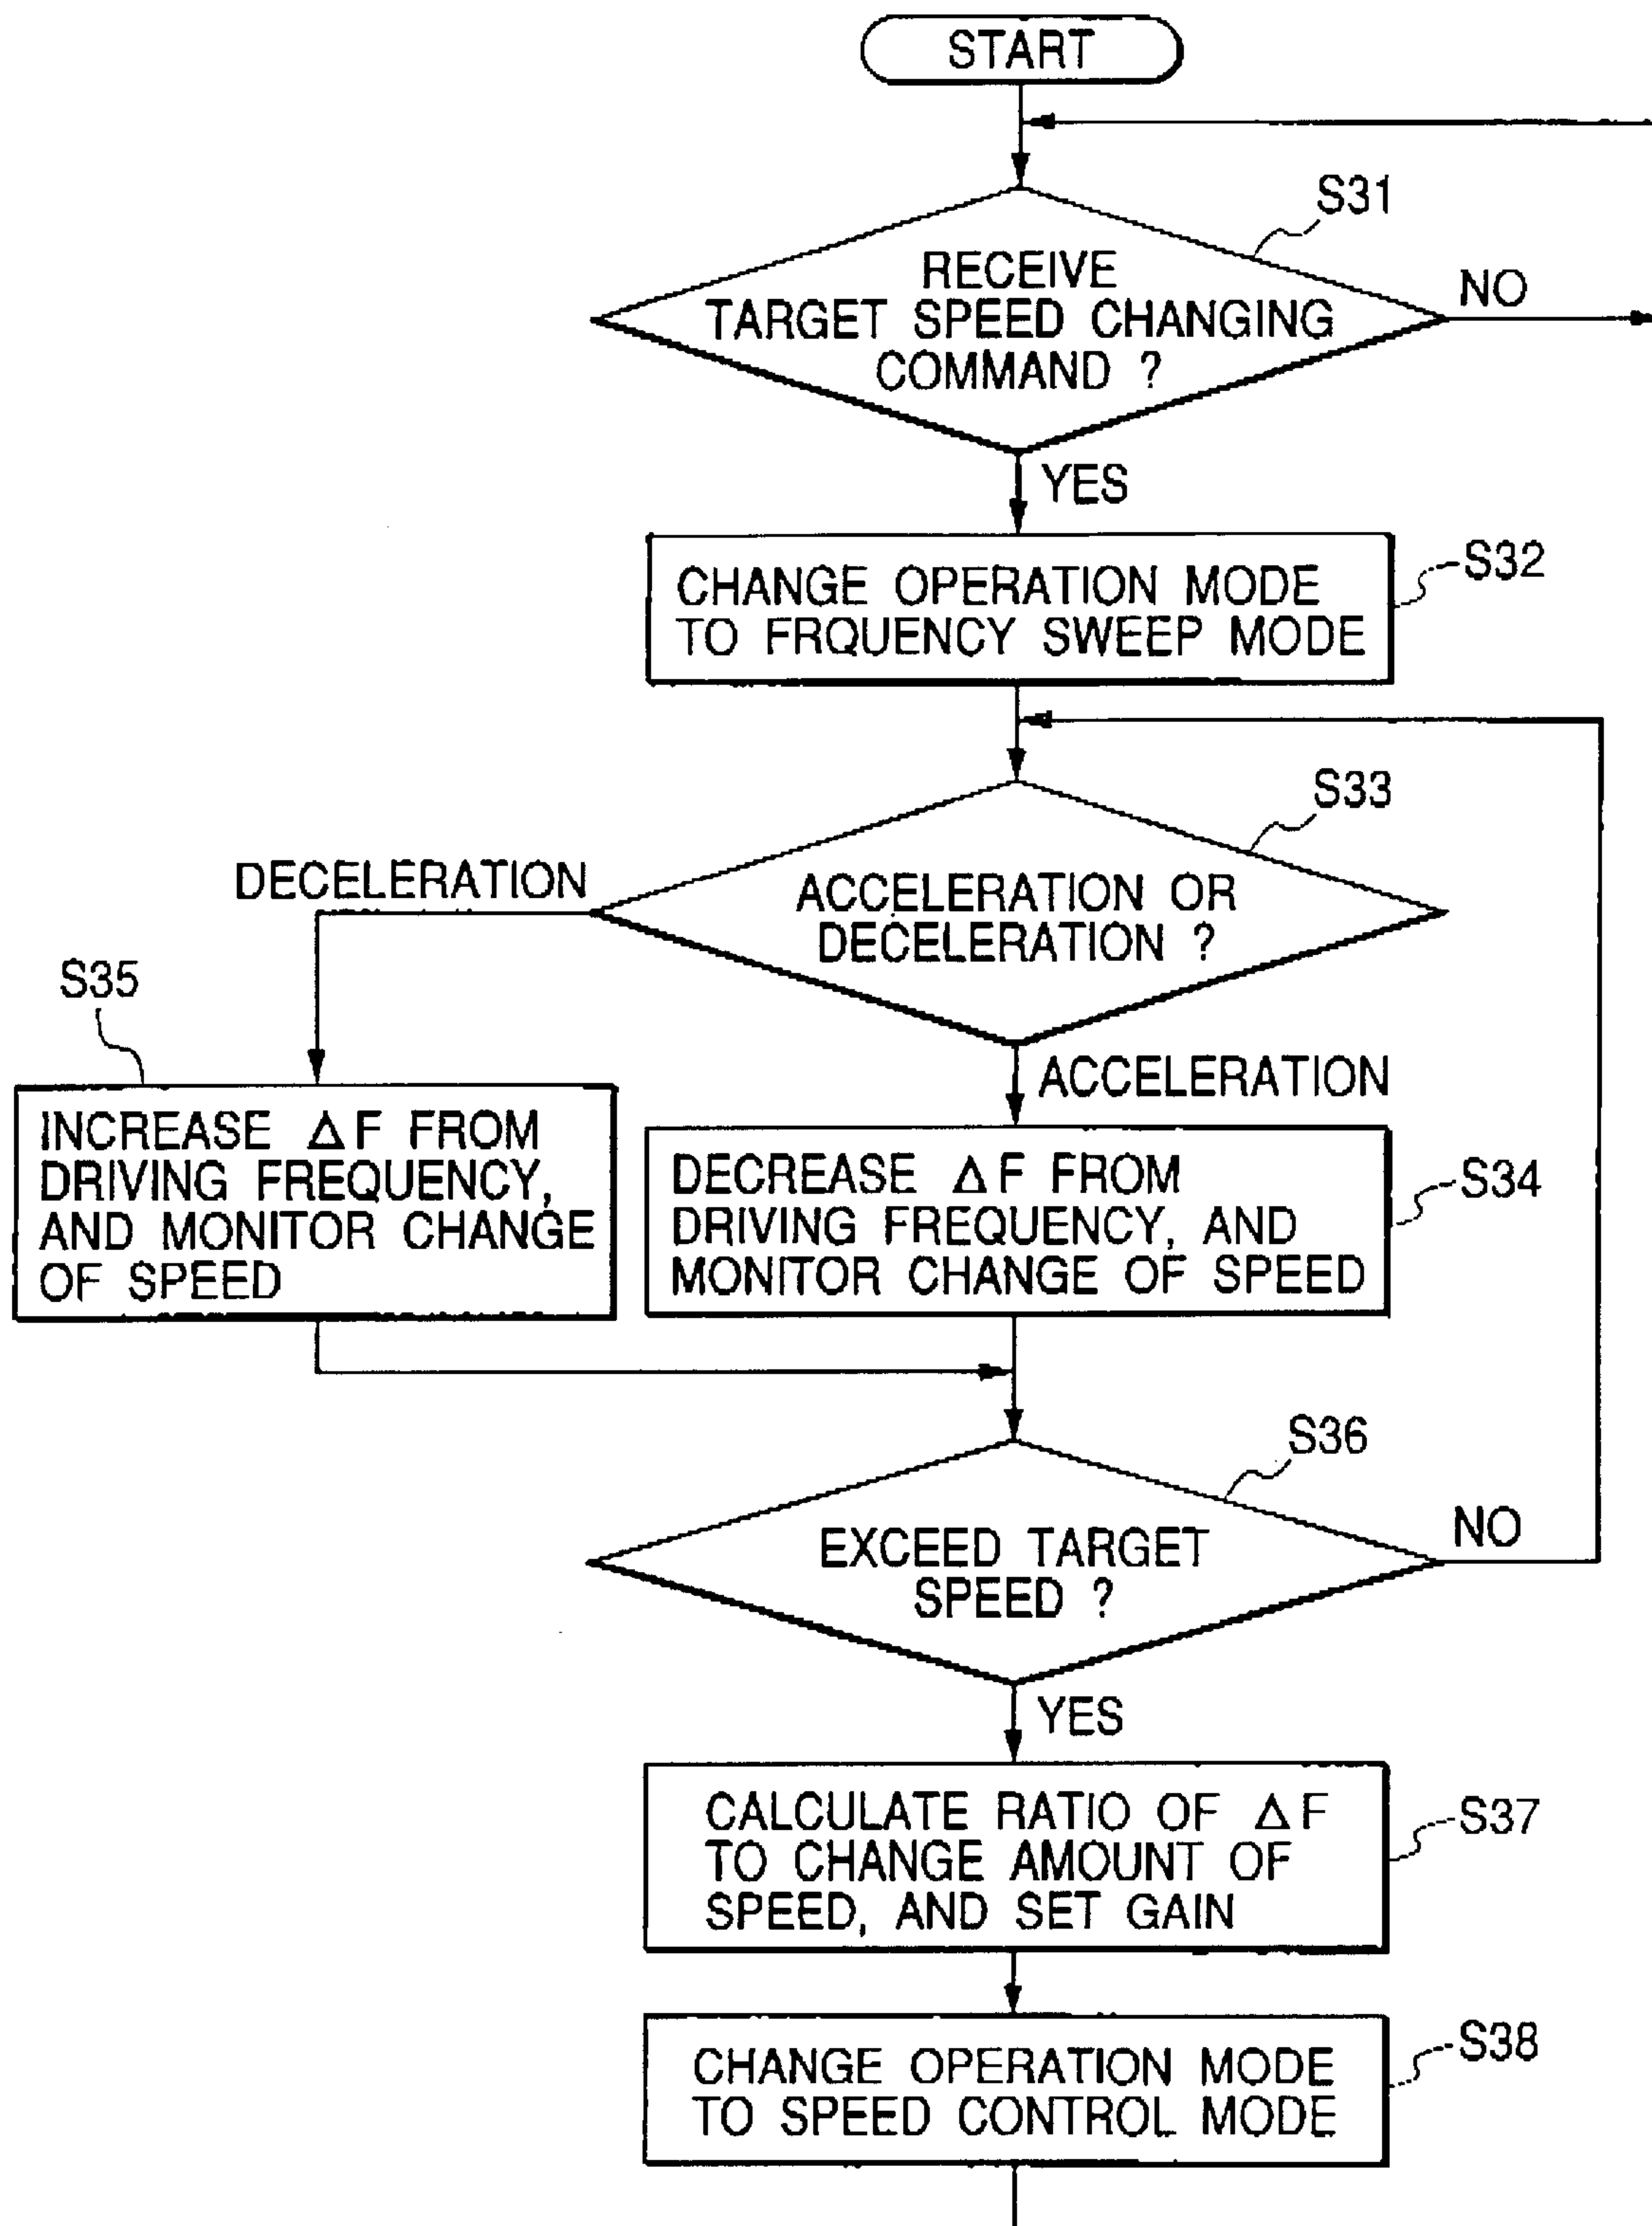 START
S31
RECEIVE
TARGET SPEED CHANGING
COMMAND ?
NO
YES
S32
CHANGE OPERATION MODE
TO FRQUENCY SWEEP MODE
S33
DECELERATION
ACCELERATION OR
DECELERATION ?
S35
ACCELERATION
INCREASE ΔF FROM
DRIVING FREQUENCY,
AND MONITOR CHANGE
OF SPEED
DECREASE ΔF FROM
DRIVING FREQUENCY, AND
MONITOR CHANGE OF SPEED
S34
S36
EXCEED TARGET
SPEED ?
NO
YES
CALCULATE RATIO OF ΔF
TO CHANGE AMOUNT OF
SPEED, AND SET GAIN
S37
S38
CHANGE OPERATION MODE
TO SPEED CONTROL MODE